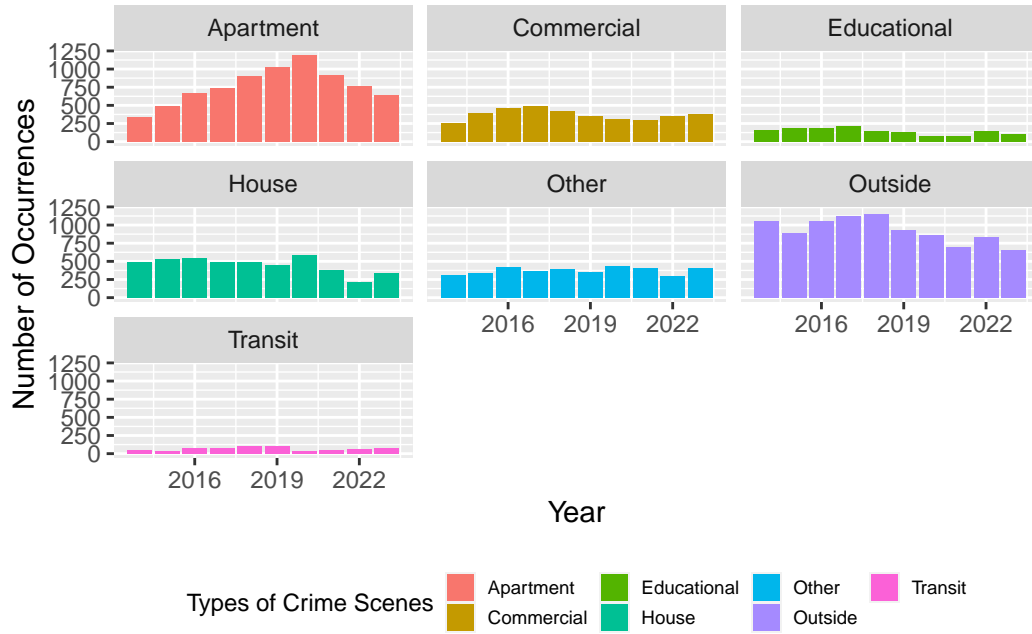 Apartment
Commercial
Educational
1250
1000
750
500
250
0
House
Other
Outside
1250
1000
750
500
250
0
2016 2019 2022
2016 2019 2022
Transit
1250
1000
750
500
250
0
2016 2019 2022
Number of Occurrences
Year
Types of Crime Scenes
Apartment
Commercial
Educational
House
Other
Outside
Transit